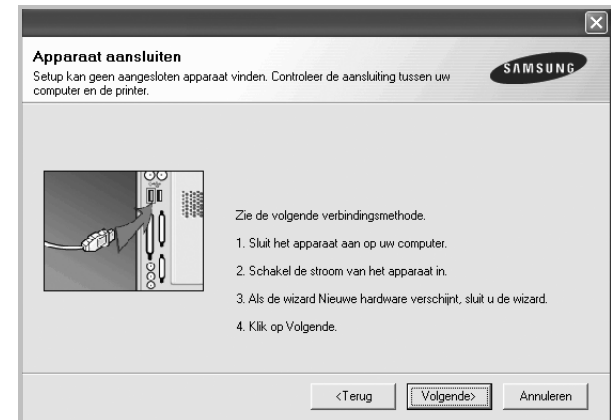 Apparaat aansluiten
Setup kan geen aangesloten apparaat vinden. Controleer de aansluiting tussen uw
computer en de printer.
SAMSUNG
Zie de volgende verbindingsmethode.
1. Sluit het apparaat aan op uw computer.
2. Schakel de stroom van het apparaat in.
3. Als de wizard Nieuwe hardware verschijnt, sluit u de wizard.
4. Klik op Volgende.
<Terug
Volgende>
Annuleren